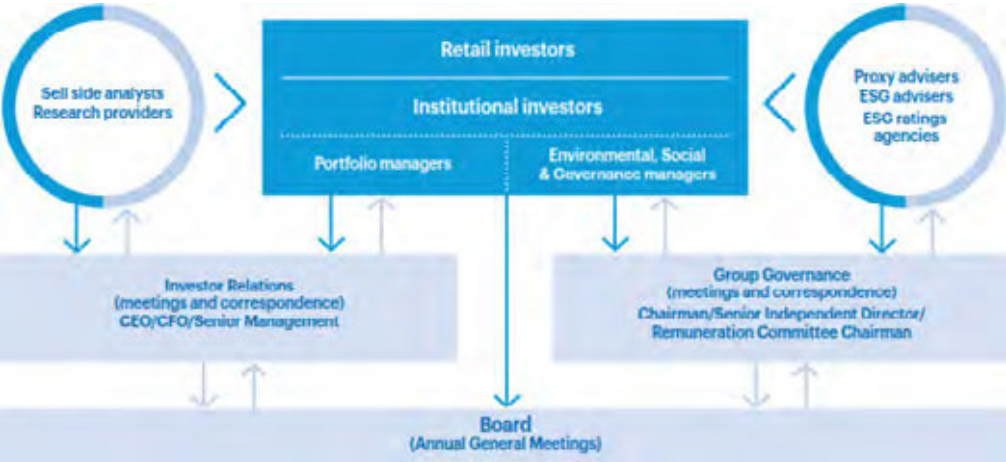 Sell side analysts
Research providers
Retail investors
Institutional investors
Portfolio managers
Environmental, Social
& Governance managers
Proxy advisers
ESG advisers
ESG ratings
agencies
Investor Relations
(meetings and correspondence)
CEO/CFO/Senior Management
Group Governance
(meetings and correspondence)
Chairman/Senior Independent Director/
Remuneration Committee Chairman
Board
(Annual General Meetings)